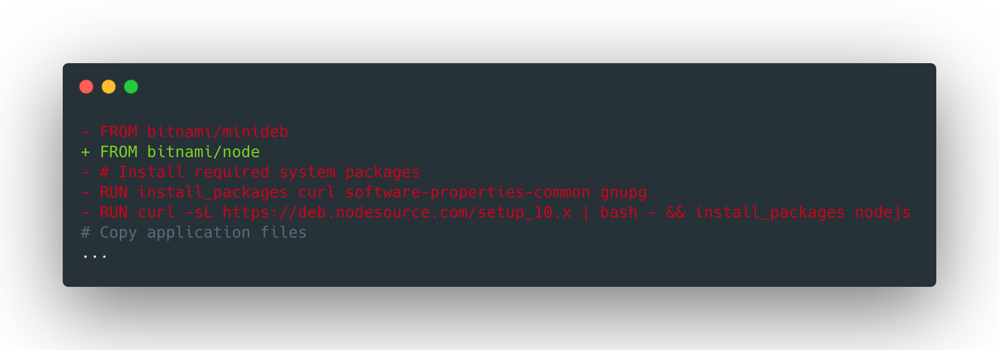 - FROM bitnami/minideb
+ FROM bitnami/node
- # Install required system packages
- RUN install_packages curl software-properties-common gnupg
- RUN curl -sL https://deb.nodesource.com/setup_10.x | bash - && install_packages nodejs
# Copy application files
...